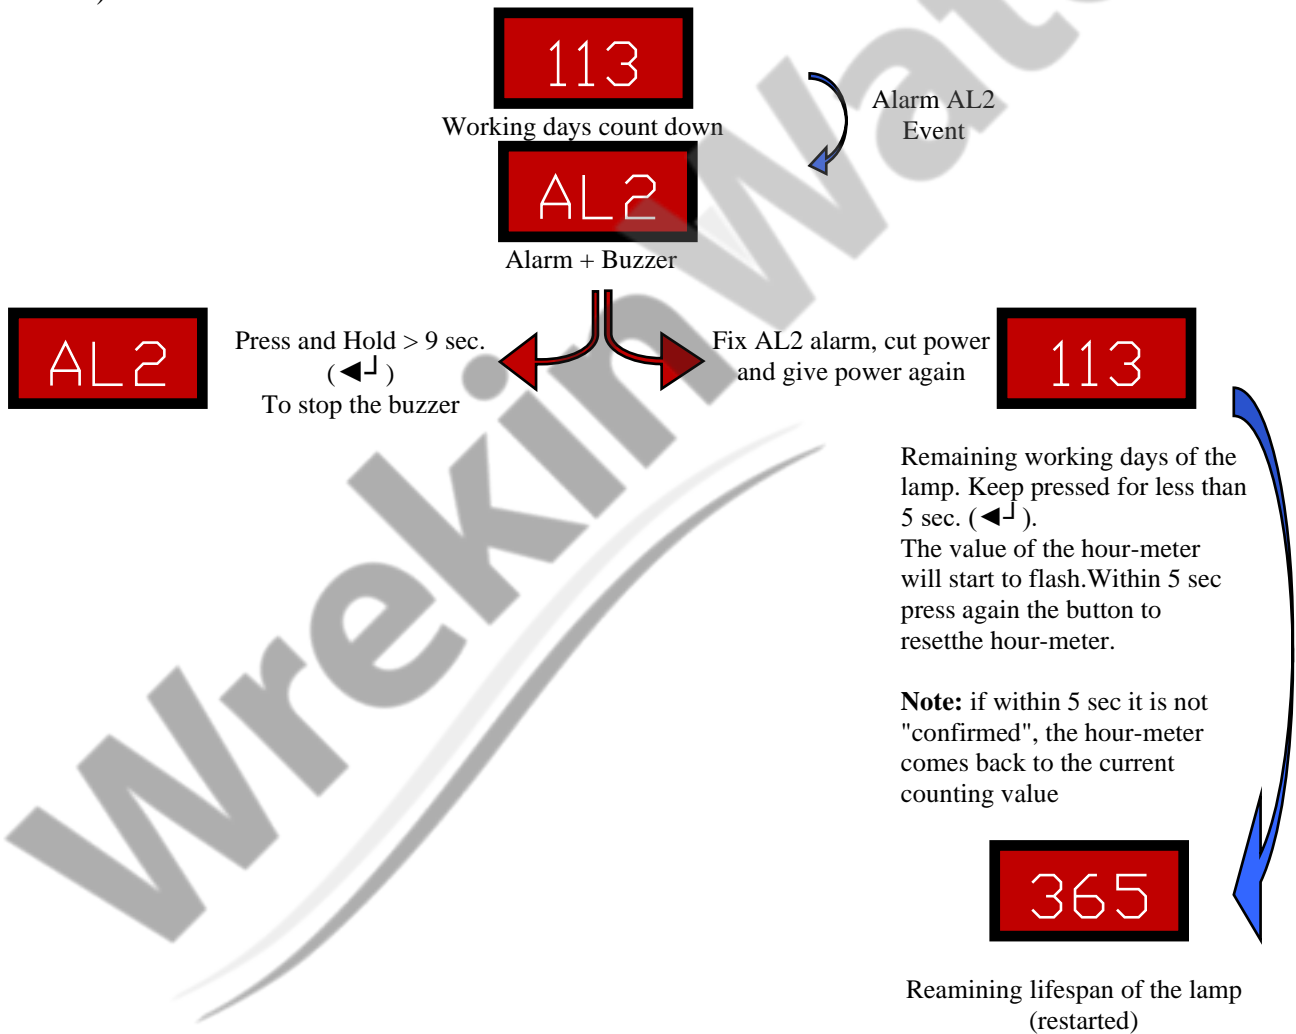 )
113
Working days count down
Alarm AL2
Event
AL2
Alarm + Buzzer
AL2
Press and Hold > 9 sec.
(◄┘)
To stop the buzzer
Fix AL2 alarm, cut power
and give power again
113
Remaining working days of the
lamp. Keep pressed for less than
5 sec. (◄┘).
The value of the hour-meter
will start to flash.Within 5 sec
press again the button to
resetthe hour-meter.
Note: if within 5 sec it is not
"confirmed", the hour-meter
comes back to the current
counting value
365
Reamining lifespan of the lamp
(restarted)
WrekinWat